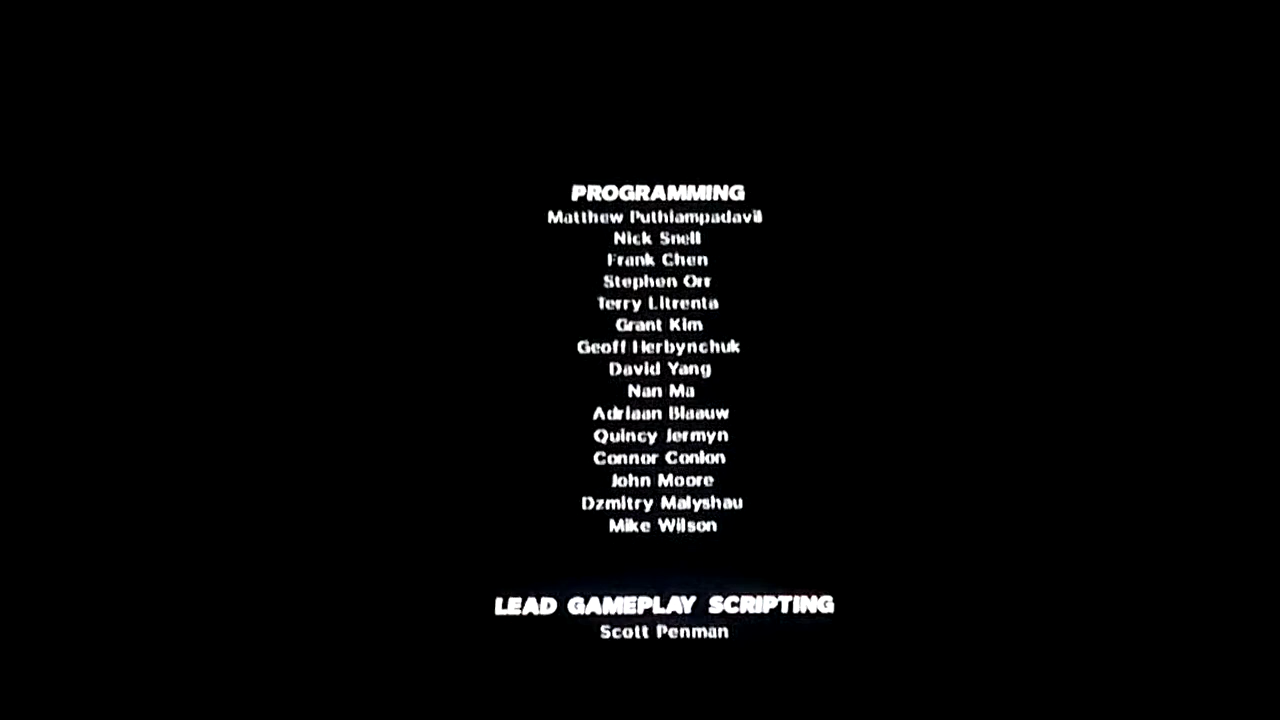 PROGRAMMING
Matthew Puthiampadavil
Nick Snell
Frank Chen
Stephen Orr
Terry Litrenta
Grant Kim
Geoff Herbynchuk
David Yang
Nan Ma
Adriaan Blaauw
Quincy Jermyn
Connor Conlon
John Moore
Dzmitry Malyshau
Mike Wilson
LEAD GAMEPLAY SCRIPTING
Scott Penman